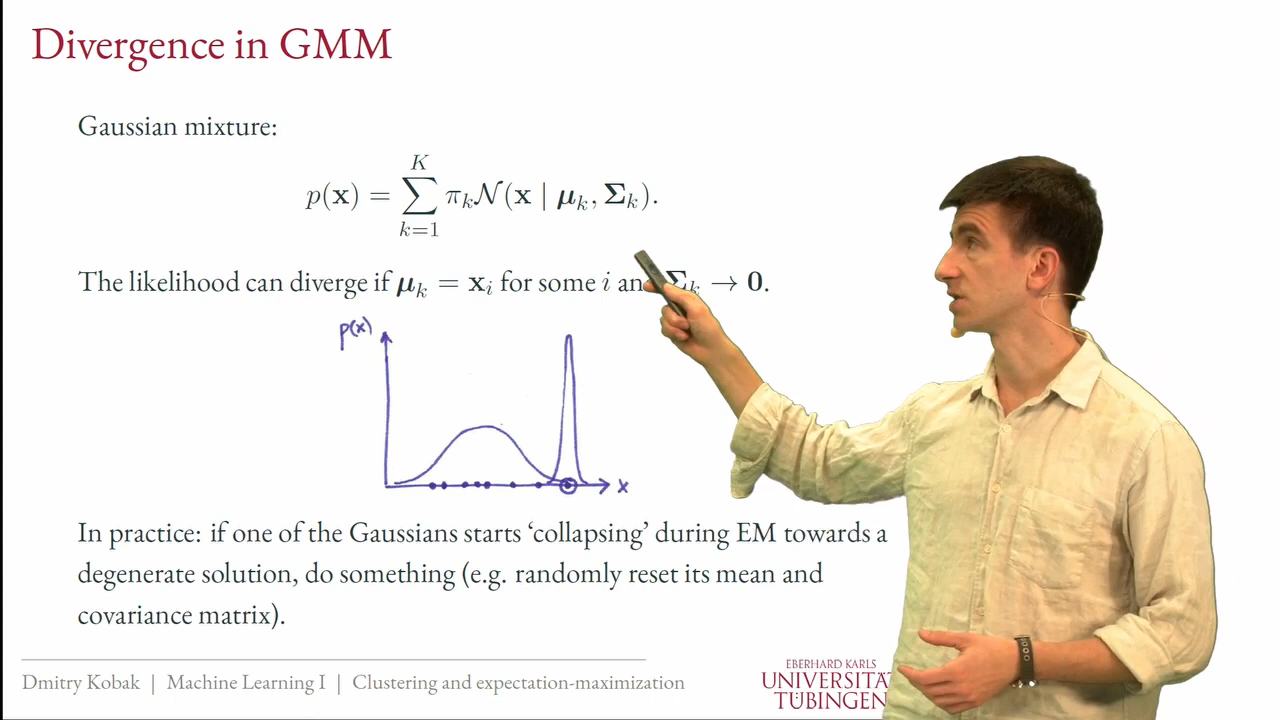 Divergence in GMM
Gaussian mixture:
p(x) = ∑_{k=1}^{K} π_k 𝒩(x | μ_k, Σ_k).
The likelihood can diverge if μ_k = x_i for some i an Σ_k → 0.
p(x)
x
In practice: if one of the Gaussians starts ‘collapsing’ during EM towards a
degenerate solution, do something (e.g. randomly reset its mean and
covariance matrix).
Dmitry Kobak | Machine Learning I | Clustering and expectation-maximization
EBERHARD KARLS
UNIVERSITÄT
TÜBINGEN